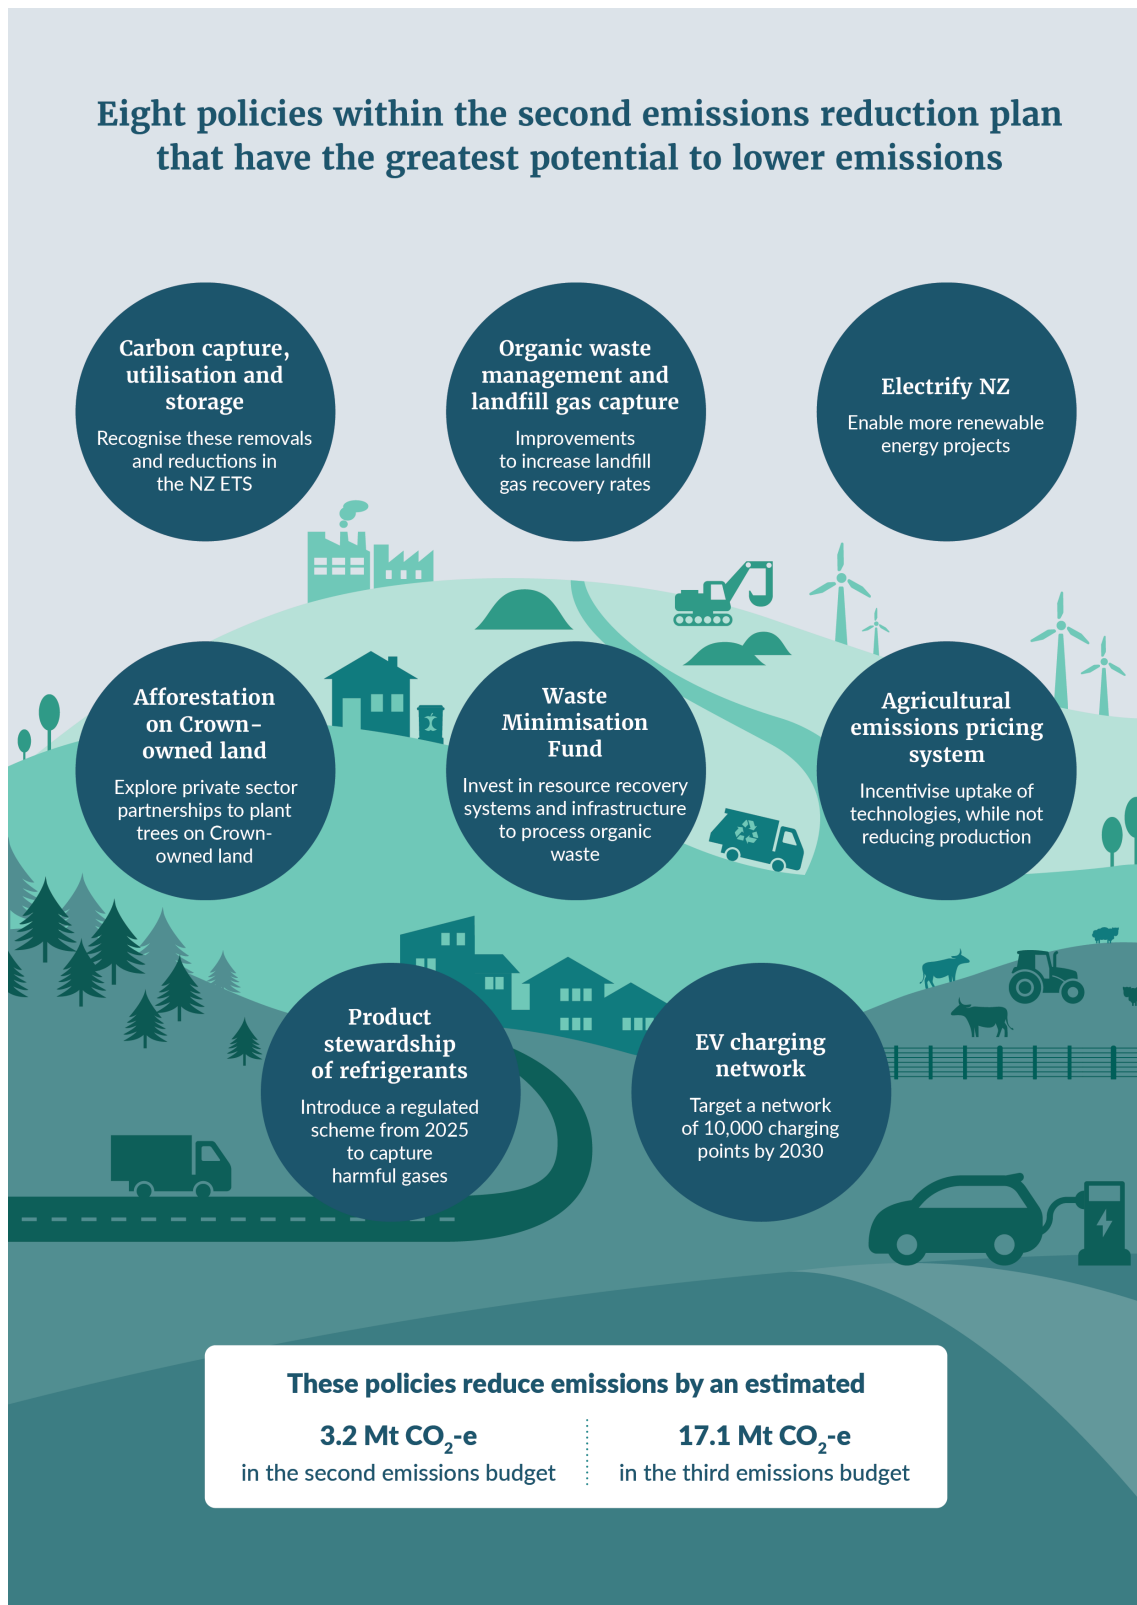 Eight policies within the second emissions reduction plan
that have the greatest potential to lower emissions
Carbon capture,
utilisation and
storage
Recognise these removals
and reductions in
the NZ ETS
Organic waste
management and
landfill gas capture
Improvements
to increase landfill
gas recovery rates
Electrify NZ
Enable more renewable
energy projects
Afforestation
on Crown-
owned land
Explore private sector
partnerships to plant
trees on Crown-
owned land
Waste
Minimisation
Fund
Invest in resource recovery
systems and infrastructure
to process organic
waste
Agricultural
emissions pricing
system
Incentivise uptake of
technologies, while not
reducing production
Product
stewardship
of refrigerants
Introduce a regulated
scheme from 2025
to capture
harmful gases
EV charging
network
Target a network
of 10,000 charging
points by 2030
These policies reduce emissions by an estimated
3.2 Mt CO₂-e
in the second emissions budget
17.1 Mt CO₂-e
in the third emissions budget